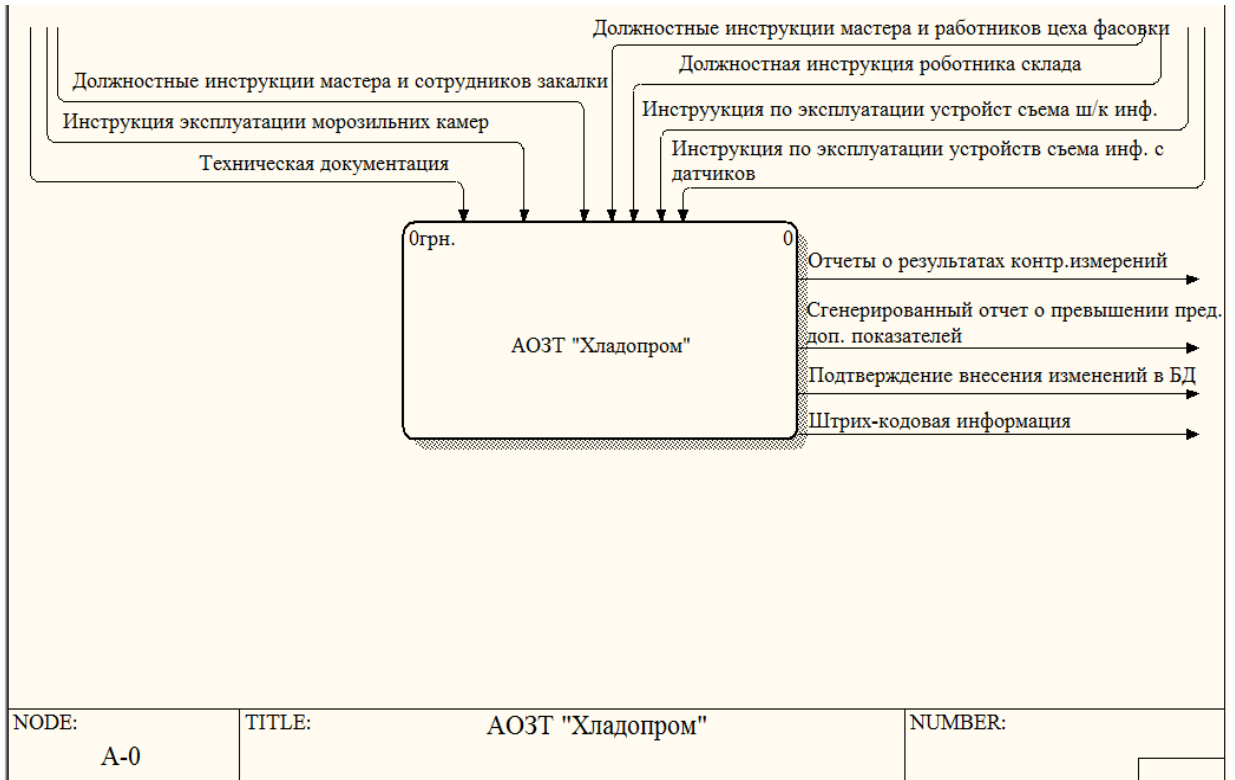 Должностные инструкции мастера и работников цеха фасовки
Должностная инструкция роботника склада
Должностные инструкции мастера и сотрудников закалки
Инструукция по эксплуатации устройст съема ш/к инф.
Инструкция эксплуатации морозильних камер
Инструкция по эксплуатации устройств съема инф. с
датчиков
Техническая документация
0грн.
0
АОЗТ "Хладопром"
Отчеты о результатах контр.измерений
Сгенерированный отчет о превышении пред.
доп. показателей
Подтверждение внесения изменений в БД
Штрих-кодовая информация
NODE:
TITLE:
АОЗТ "Хладопром"
NUMBER:
A-0